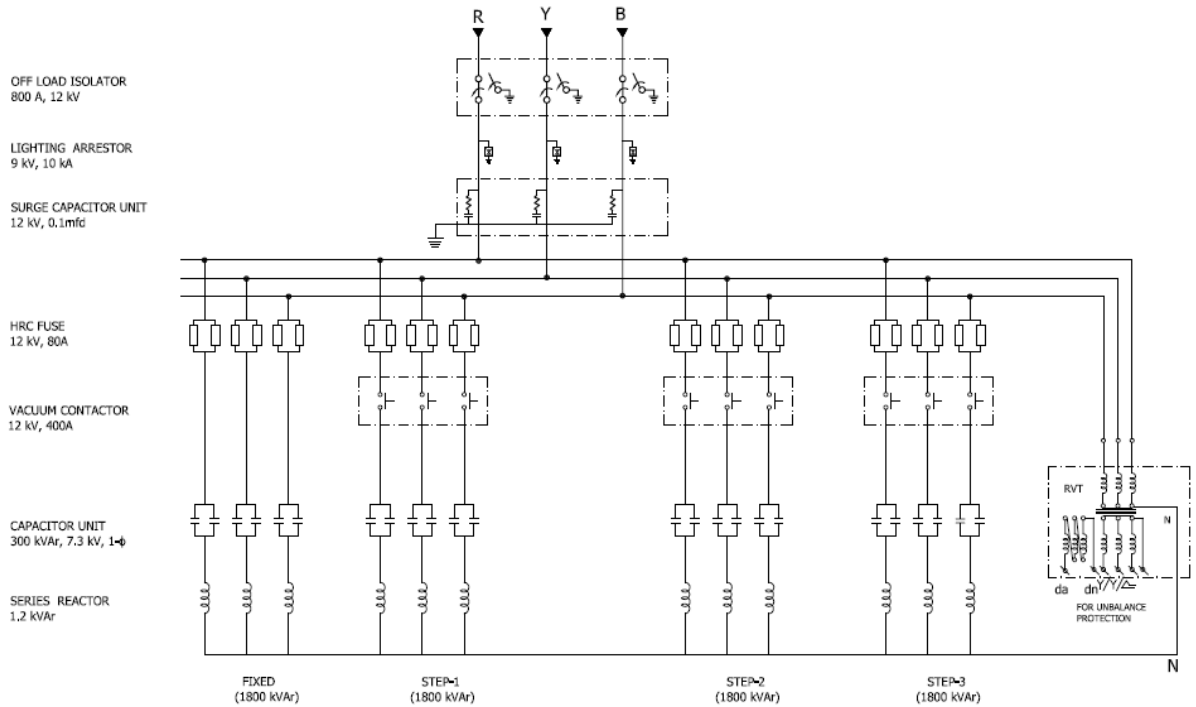 R Y B
OFF LOAD ISOLATOR
800 A, 12 kV
LIGHTING ARRESTOR
9 kV, 10 kA
SURGE CAPACITOR UNIT
12 kV, 0.1mfd
HRC FUSE
12 kV, 80A
VACUUM CONTACTOR
12 kV, 400A
RVT
N
CAPACITOR UNIT
300 kVAr, 7.3 kV, 1-ϕ
da dn Y/Y/
FOR UNBALANCE
PROTECTION
SERIES REACTOR
1.2 kVAr
N
FIXED
(1800 kVAr)
STEP-1
(1800 kVAr)
STEP-2
(1800 kVAr)
STEP-3
(1800 kVAr)